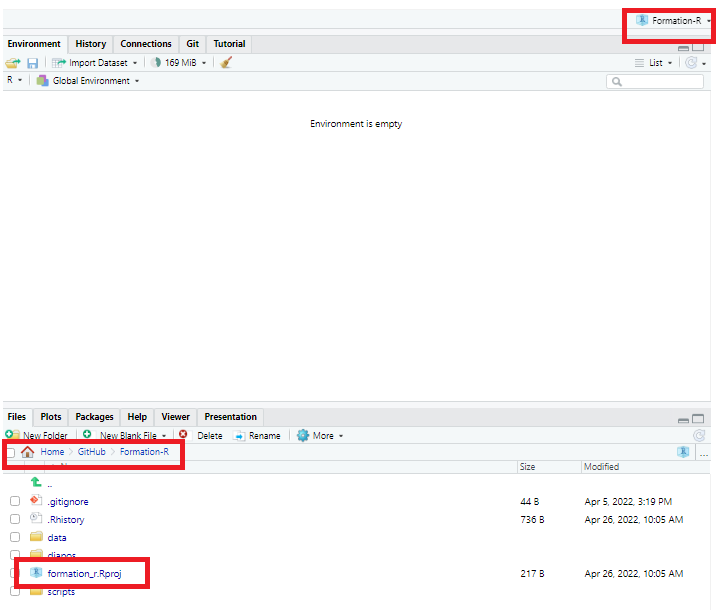 Formation-R
Environment History Connections Git Tutorial
Import Dataset 169 MiB List
R Global Environment
Environment is empty
Files Plots Packages Help Viewer Presentation
New Folder New Blank File Delete Rename More
Home GitHub Formation-R ...
Size Modified
..
.gitignore 44 B Apr 5, 2022, 3:19 PM
.Rhistory 736 B Apr 26, 2022, 10:05 AM
data
diapos
formation_r.Rproj 217 B Apr 26, 2022, 10:05 AM
scripts